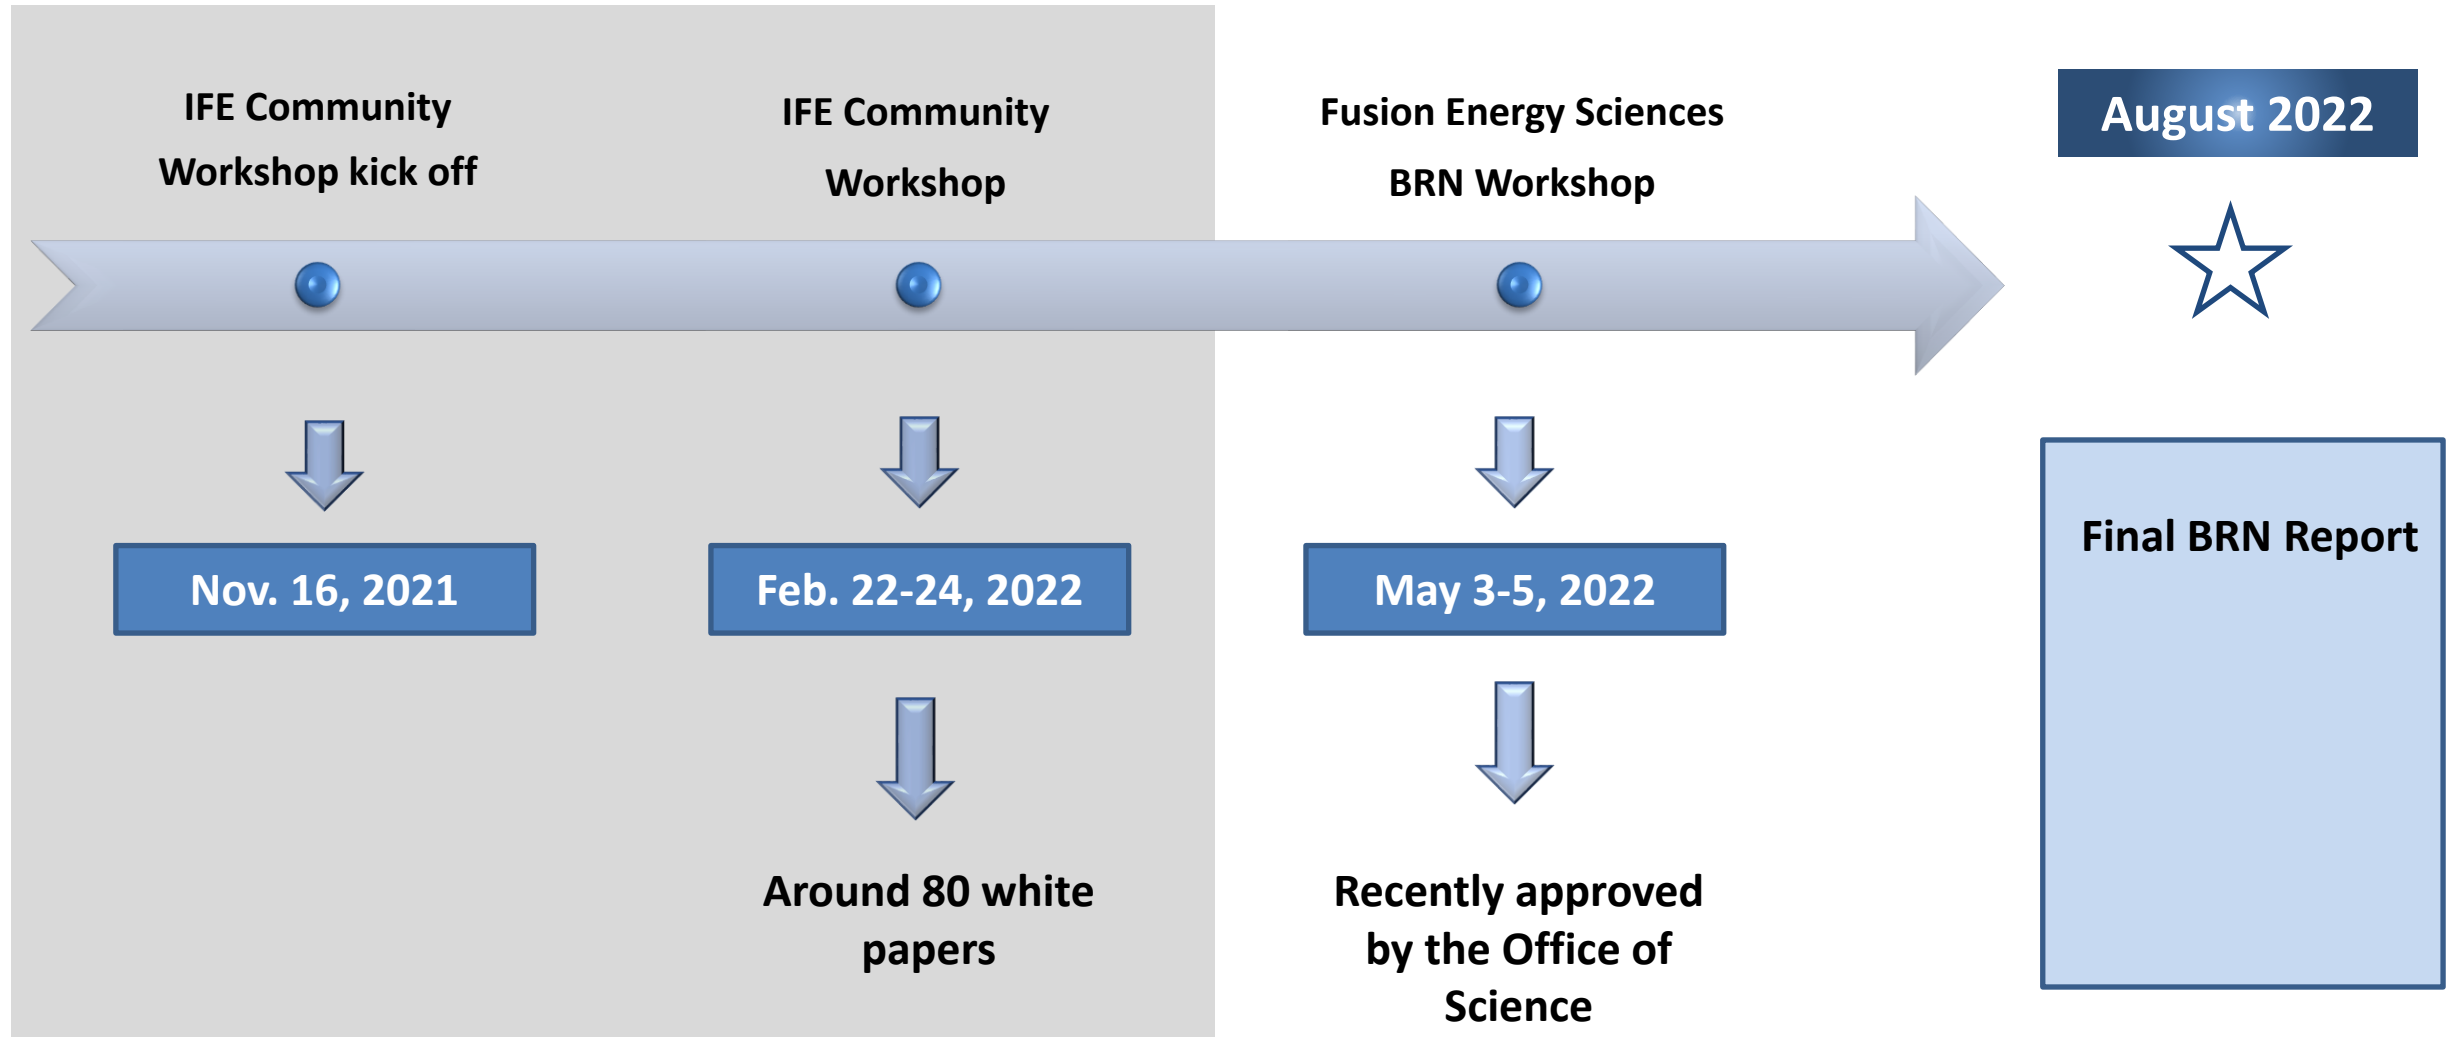 IFE Community
Workshop kick off
IFE Community
Workshop
Fusion Energy Sciences
BRN Workshop
August 2022
Nov. 16, 2021
Feb. 22-24, 2022
May 3-5, 2022
Final BRN Report
Around 80 white
papers
Recently approved
by the Office of
Science